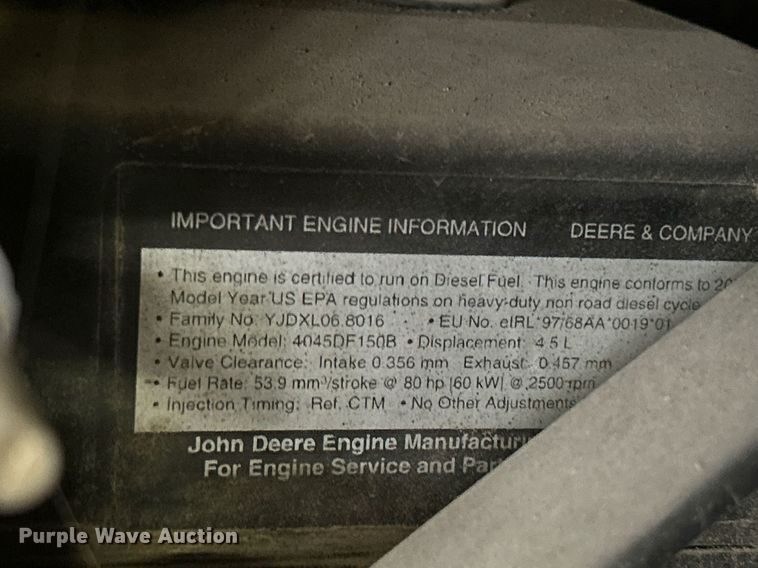 IMPORTANT ENGINE INFORMATION DEERE & COMPANY
• This engine is certified to run on Diesel Fuel. This engine conforms to 20
Model Year US EPA regulations on heavy-duty non road diesel cycle
• Family No. YJDXL06.8016 • EU No. eIRL*97/68AA*0019*01
• Engine Model: 4045DF150B • Displacement: 4.5 L
• Valve Clearance: Intake 0.356 mm Exhaust: 0.457 mm
• Fuel Rate: 53.9 mm³/stroke @ 80 hp [60 kW] @ 2500 rpm
• Injection Timing: Ref. CTM • No Other Adjustments
John Deere Engine Manufacturi
For Engine Service and Par
Purple Wave Auction